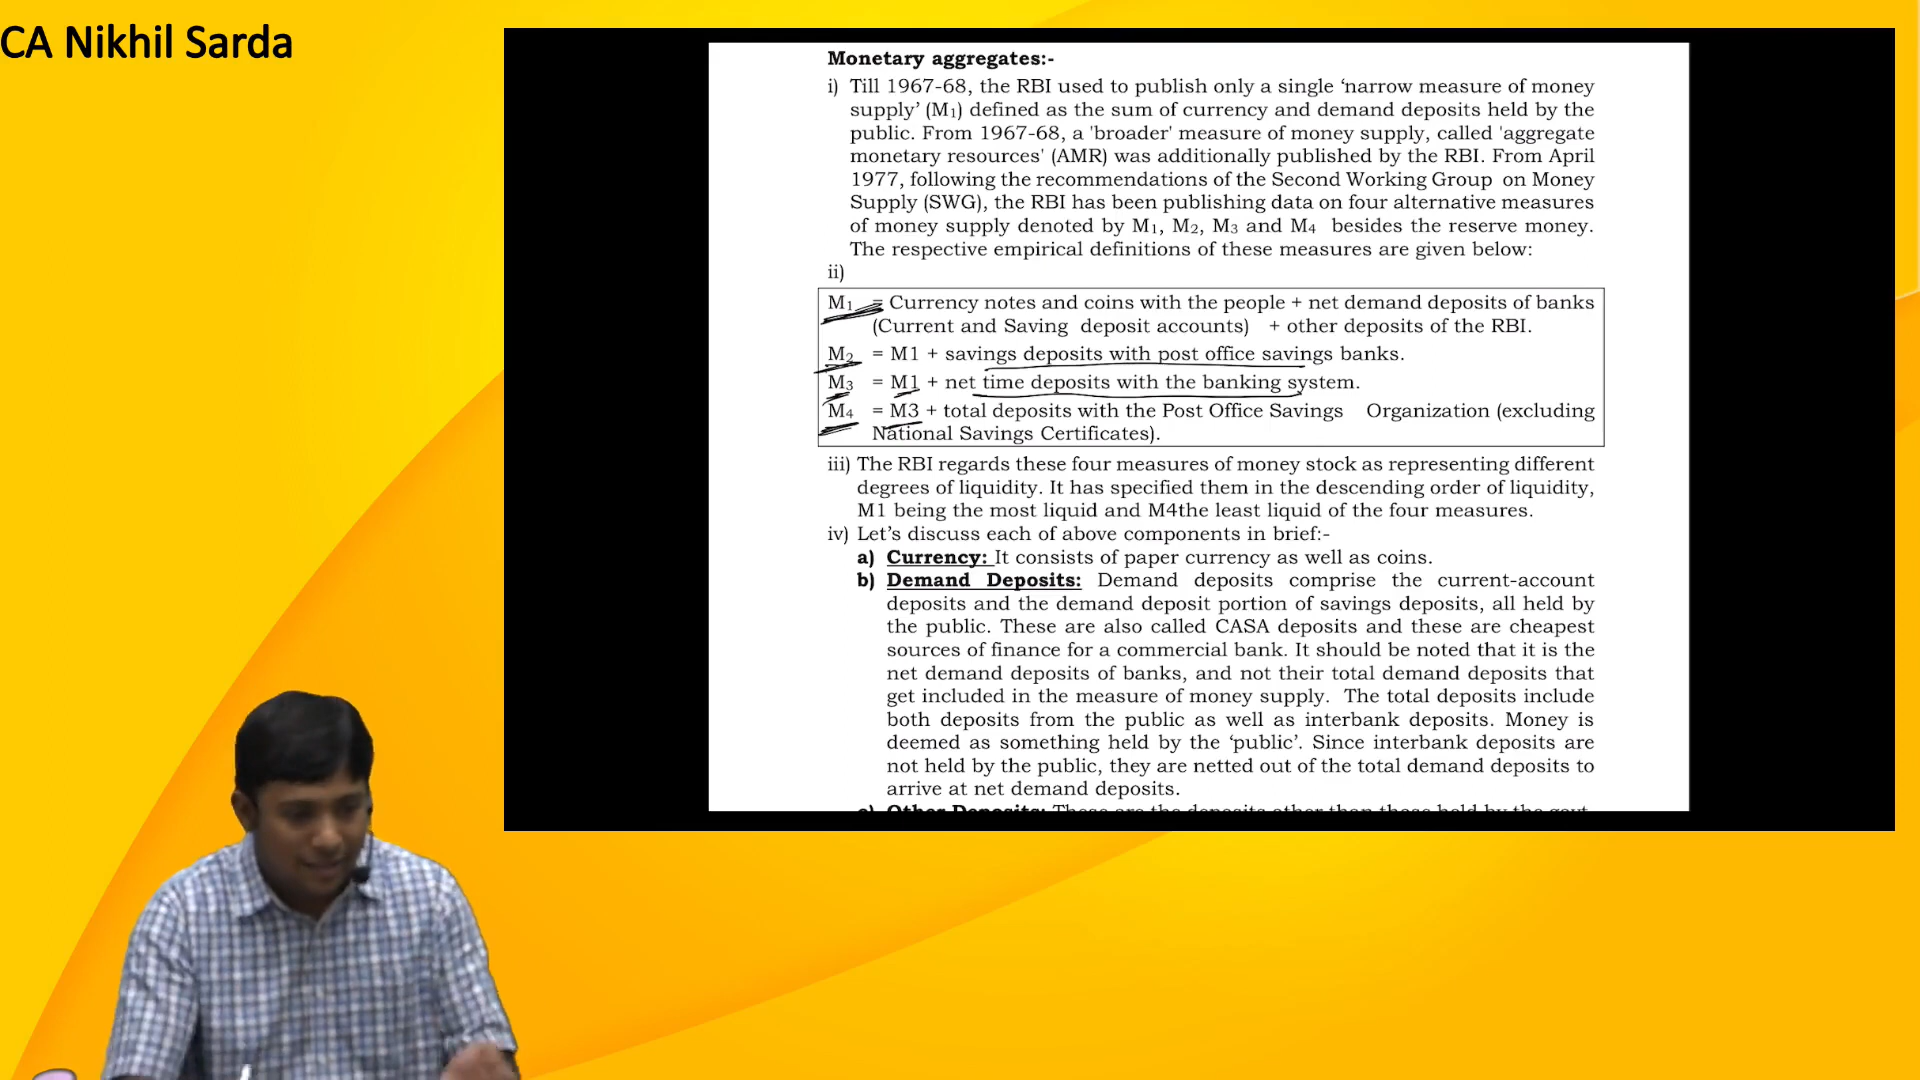 CA Nikhil Sarda
Monetary aggregates:-
i) Till 1967-68, the RBI used to publish only a single ‘narrow measure of money
supply’ (M1) defined as the sum of currency and demand deposits held by the
public. From 1967-68, a 'broader' measure of money supply, called 'aggregate
monetary resources' (AMR) was additionally published by the RBI. From April
1977, following the recommendations of the Second Working Group on Money
Supply (SWG), the RBI has been publishing data on four alternative measures
of money supply denoted by M1, M2, M3 and M4 besides the reserve money.
The respective empirical definitions of these measures are given below:
ii)
M1 = Currency notes and coins with the people + net demand deposits of banks
(Current and Saving deposit accounts) + other deposits of the RBI.
M2 = M1 + savings deposits with post office savings banks.
M3 = M1 + net time deposits with the banking system.
M4 = M3 + total deposits with the Post Office Savings Organization (excluding
National Savings Certificates).
iii) The RBI regards these four measures of money stock as representing different
degrees of liquidity. It has specified them in the descending order of liquidity,
M1 being the most liquid and M4the least liquid of the four measures.
iv) Let’s discuss each of above components in brief:-
a) Currency: It consists of paper currency as well as coins.
b) Demand Deposits: Demand deposits comprise the current-account
deposits and the demand deposit portion of savings deposits, all held by
the public. These are also called CASA deposits and these are cheapest
sources of finance for a commercial bank. It should be noted that it is the
net demand deposits of banks, and not their total demand deposits that
get included in the measure of money supply. The total deposits include
both deposits from the public as well as interbank deposits. Money is
deemed as something held by the ‘public’. Since interbank deposits are
not held by the public, they are netted out of the total demand deposits to
arrive at net demand deposits.
c) Other Deposits: These are the deposits other than those held by the govt.